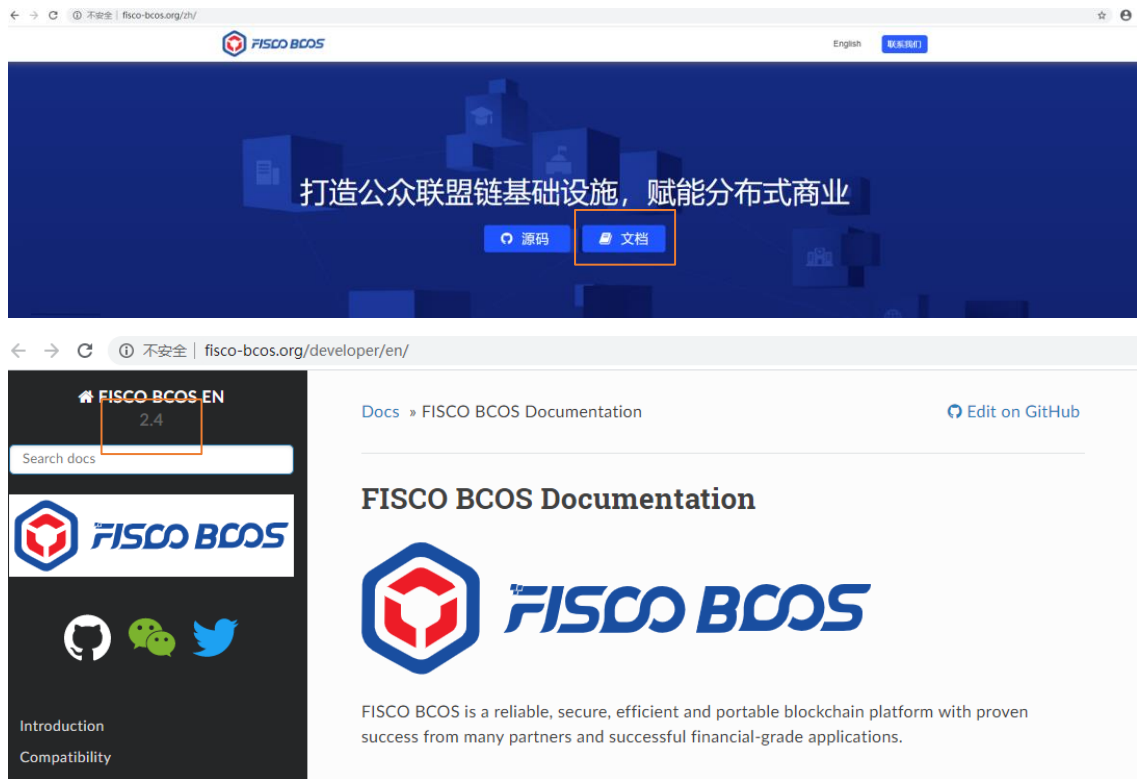 不安全 | fisco-bcos.org/zh/
FISCO BCOS
English
联系我们
打造公众联盟链基础设施，赋能分布式商业
源码
文档
不安全 | fisco-bcos.org/developer/en/
FISCO BCOS EN
2.4
Search docs
FISCO BCOS
Introduction
Compatibility
Docs » FISCO BCOS Documentation
Edit on GitHub
FISCO BCOS Documentation
FISCO BCOS
FISCO BCOS is a reliable, secure, efficient and portable blockchain platform with proven
success from many partners and successful financial-grade applications.